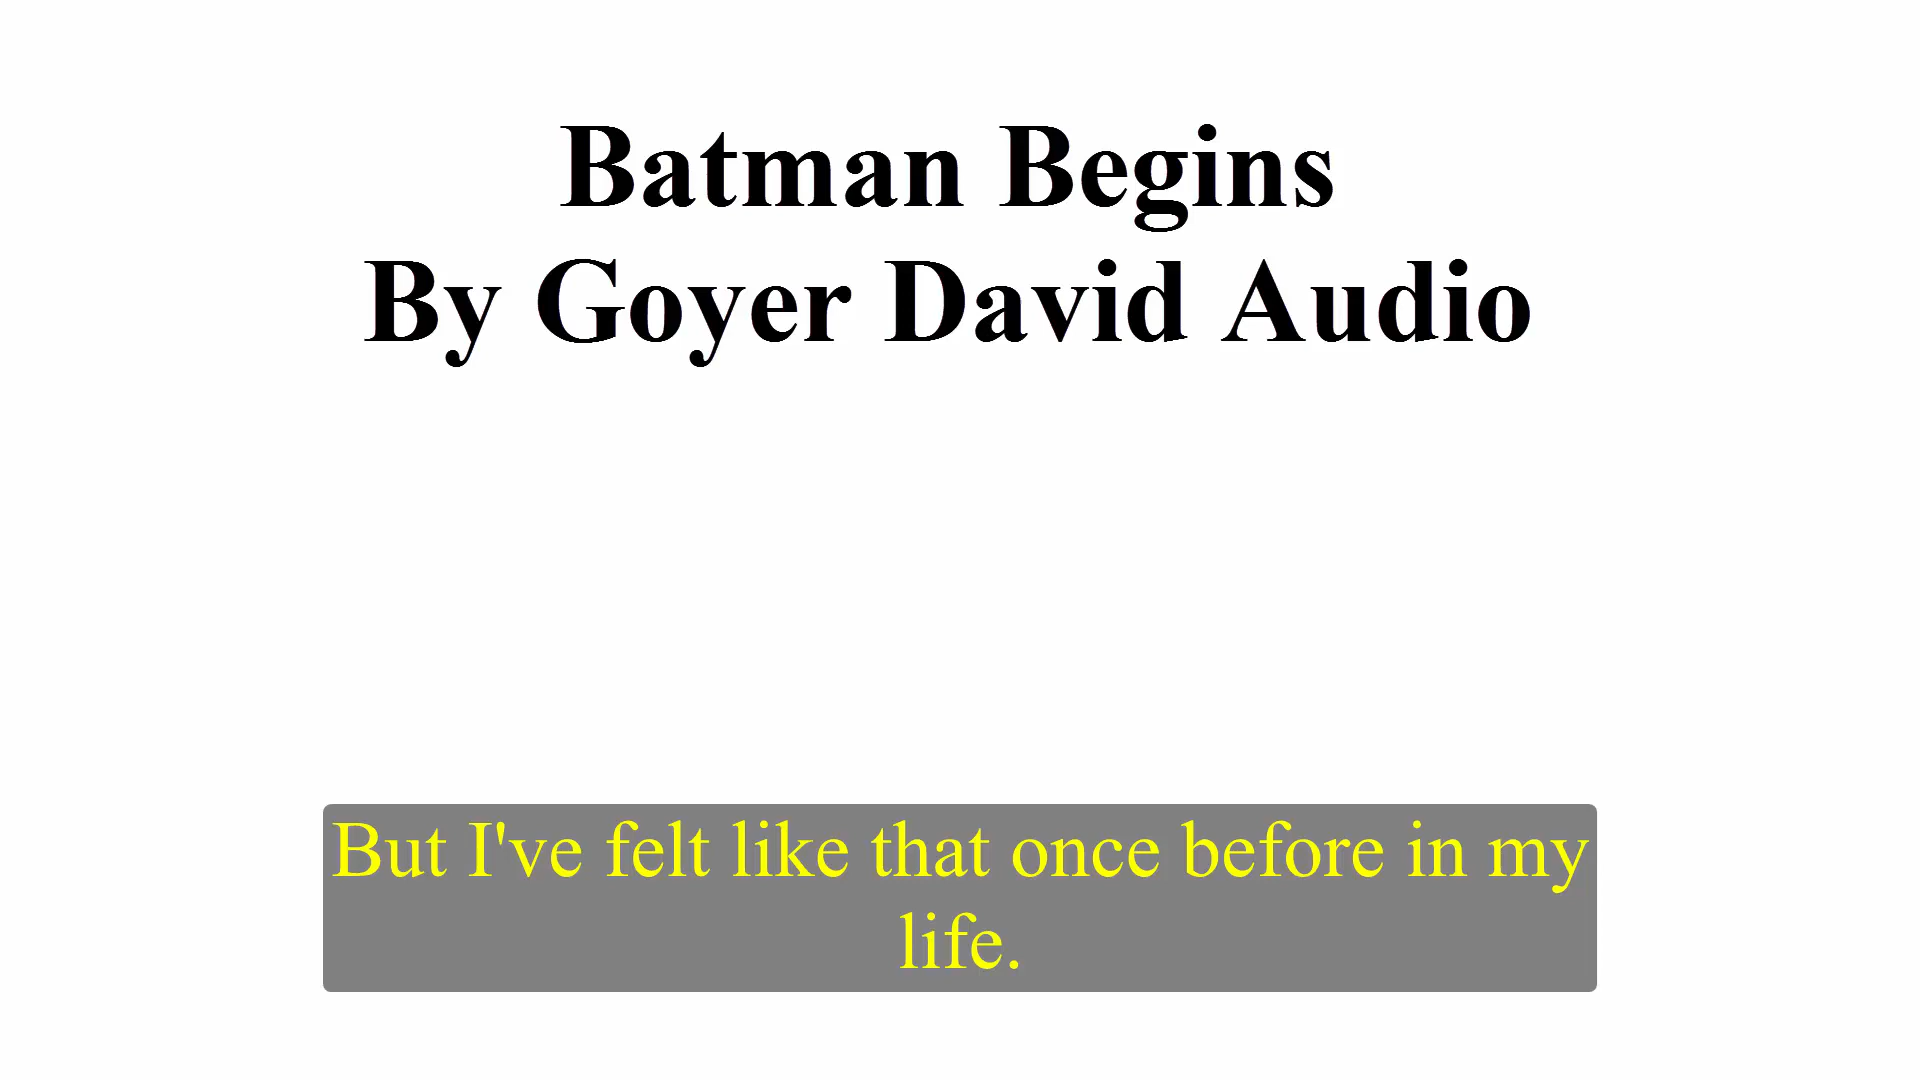 Batman Begins
By Goyer David Audio
But I've felt like that once before in my
life.